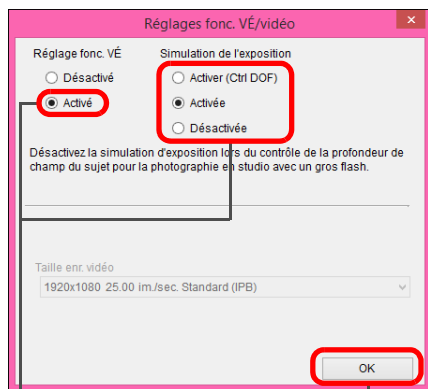 Réglages fonc. VÉ/vidéo
Réglage fonc. VÉ
Simulation de l'exposition
Désactivé
Activer (Ctrl DOF)
Activé
Activée
Désactivée
Désactivez la simulation d'exposition lors du contrôle de la profondeur de
champ du sujet pour la photographie en studio avec un gros flash.
Taille enr. vidéo
1920x1080 25.00 im./sec. Standard (IPB)
OK